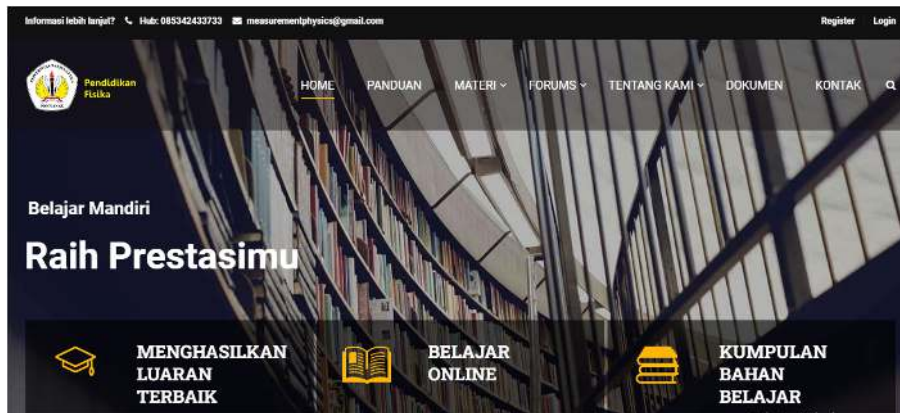 Informasi lebih lanjut? Hub: 085342433733 measurementphysics@gmail.com Register Login
Pendidikan
Fisika
HOME PANDUAN MATERI FORUMS TENTANG KAMI DOKUMEN KONTAK
Belajar Mandiri
Raih Prestasimu
MENGHASILKAN
LUARAN
TERBAIK
BELAJAR
ONLINE
KUMPULAN
BAHAN
BELAJAR